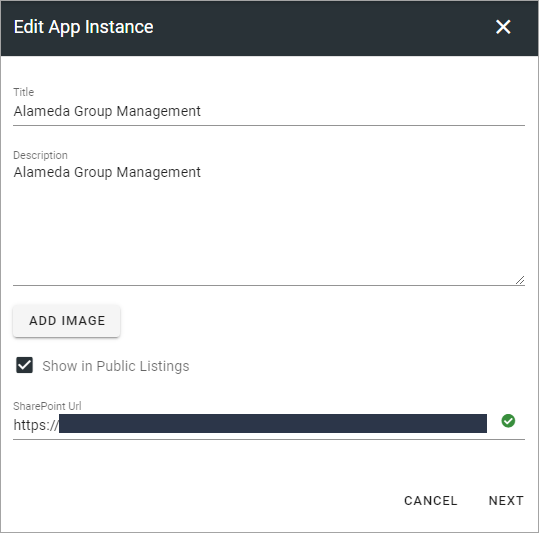 Edit App Instance
Title
Alameda Group Management
Description
Alameda Group Management
ADD IMAGE
Show in Public Listings
SharePoint Url
https://
CANCEL NEXT